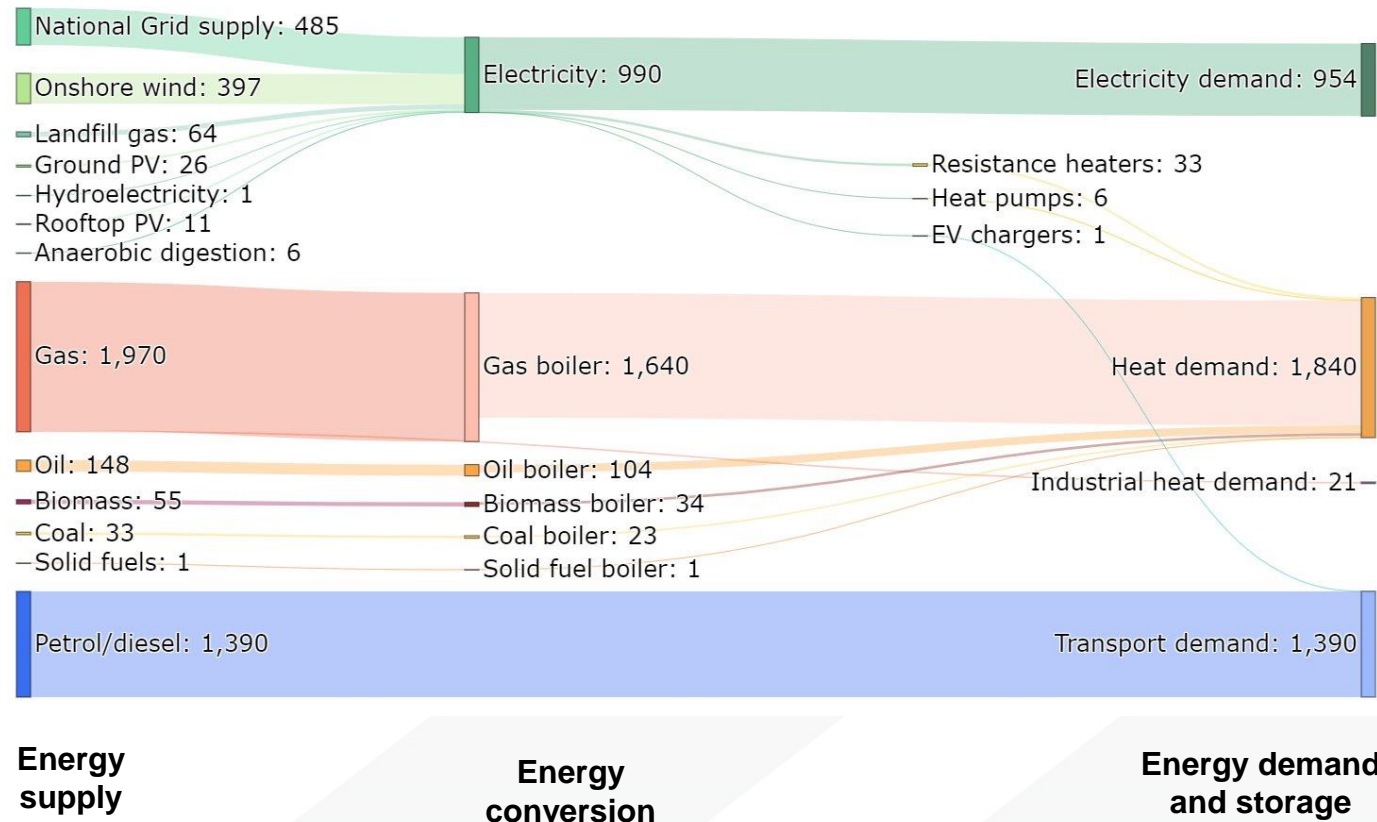 National Grid supply: 485
Onshore wind: 397
Landfill gas: 64
Ground PV: 26
Hydroelectricity: 1
Rooftop PV: 11
Anaerobic digestion: 6
Gas: 1,970
Oil: 148
Biomass: 55
Coal: 33
Solid fuels: 1
Petrol/diesel: 1,390
Electricity: 990
Gas boiler: 1,640
Oil boiler: 104
Biomass boiler: 34
Coal boiler: 23
Solid fuel boiler: 1
Resistance heaters: 33
Heat pumps: 6
EV chargers: 1
Electricity demand: 954
Heat demand: 1,840
Industrial heat demand: 21
Transport demand: 1,390
Energy
supply
Energy
conversion
Energy demand
and storage